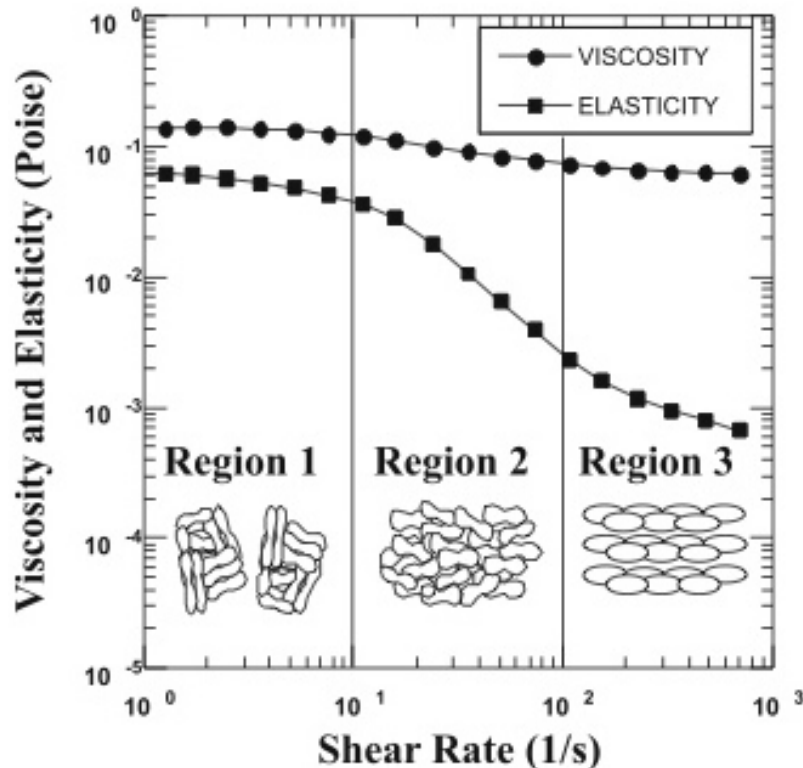 Viscosity and Elasticity (Poise)
10 0
10 -1
10 -2
10 -3
10 -4
10 -5
VISCOSITY
ELASTICITY
Region 1
Region 2
Region 3
10 0
10 1
10 2
10 3
Shear Rate (1/s)